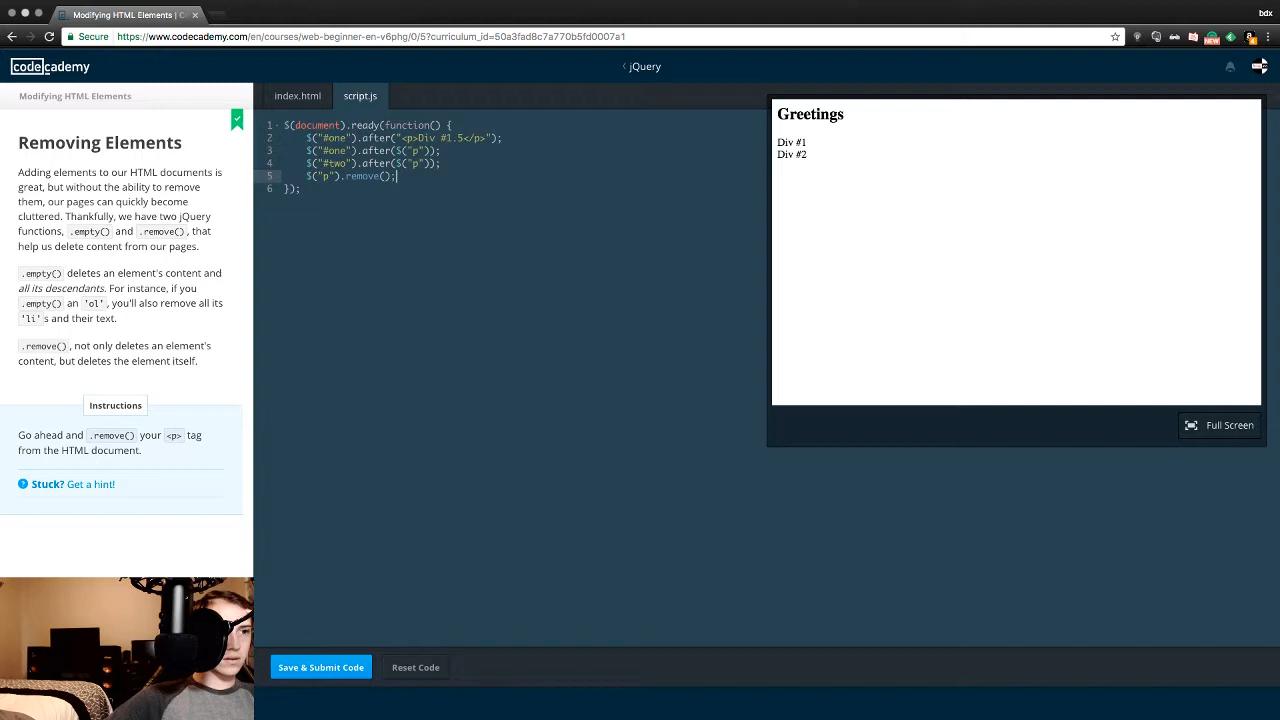 Modifying HTML Elements | C
bdx
Secure
https://www.codecademy.com/en/courses/web-beginner-en-v6phg/0/5?curriculum_id=50a3fad8c7a770b5fd0007a1
NEW
codecademy
jQuery
Modifying HTML Elements
index.html
script.js
Removing Elements
Adding elements to our HTML documents is
great, but without the ability to remove
them, our pages can quickly become
cluttered. Thankfully, we have two jQuery
functions, .empty() and .remove(), that
help us delete content from our pages.
.empty() deletes an element's content and
all its descendants. For instance, if you
.empty() an 'ol', you'll also remove all its
'li's and their text.
.remove(), not only deletes an element's
content, but deletes the element itself.
Instructions
Go ahead and .remove() your <p> tag
from the HTML document.
Stuck? Get a hint!
1 $(document).ready(function() {
2 $("#one").after("<p>Div #1.5</p>");
3 $("#one").after($("p"));
4 $("#two").after($("p"));
5 $("p").remove();
6 });
Greetings
Div #1
Div #2
Full Screen
Save & Submit Code
Reset Code